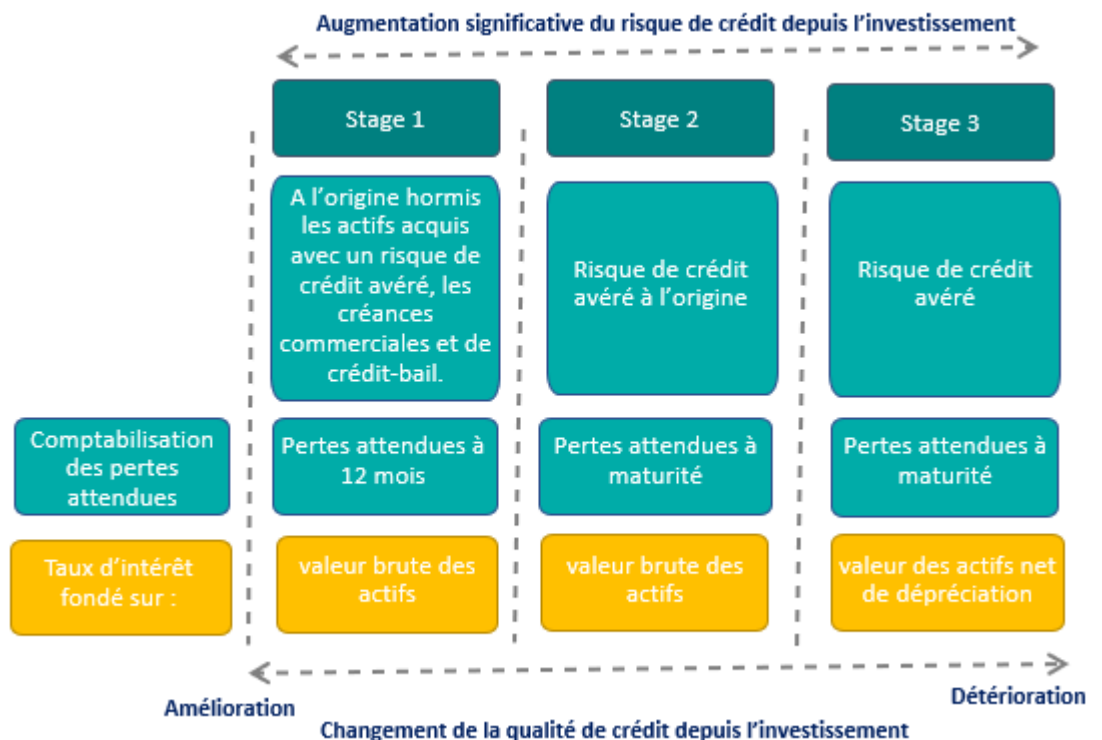 Augmentation significative du risque de crédit depuis l'investissement
Stage 1
Stage 2
Stage 3
A l'origine hormis
les actifs acquis
avec un risque de
crédit avéré, les
créances
commerciales et de
crédit-bail.
Risque de crédit
avéré à l'origine
Risque de crédit
avéré
Comptabilisation
des pertes
attendues
Pertes attendues à
12 mois
Pertes attendues à
maturité
Pertes attendues à
maturité
Taux d'intérêt
fondé sur :
valeur brute des
actifs
valeur brute des
actifs
valeur des actifs net
de dépréciation
Amélioration
Détérioration
Changement de la qualité de crédit depuis l'investissement